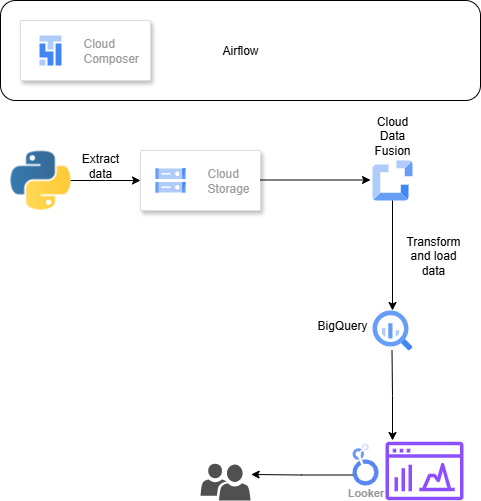 Cloud
Composer
Airflow
Cloud
Data
Fusion
Extract
data
Cloud
Storage
Transform
and load
data
BigQuery
Looker